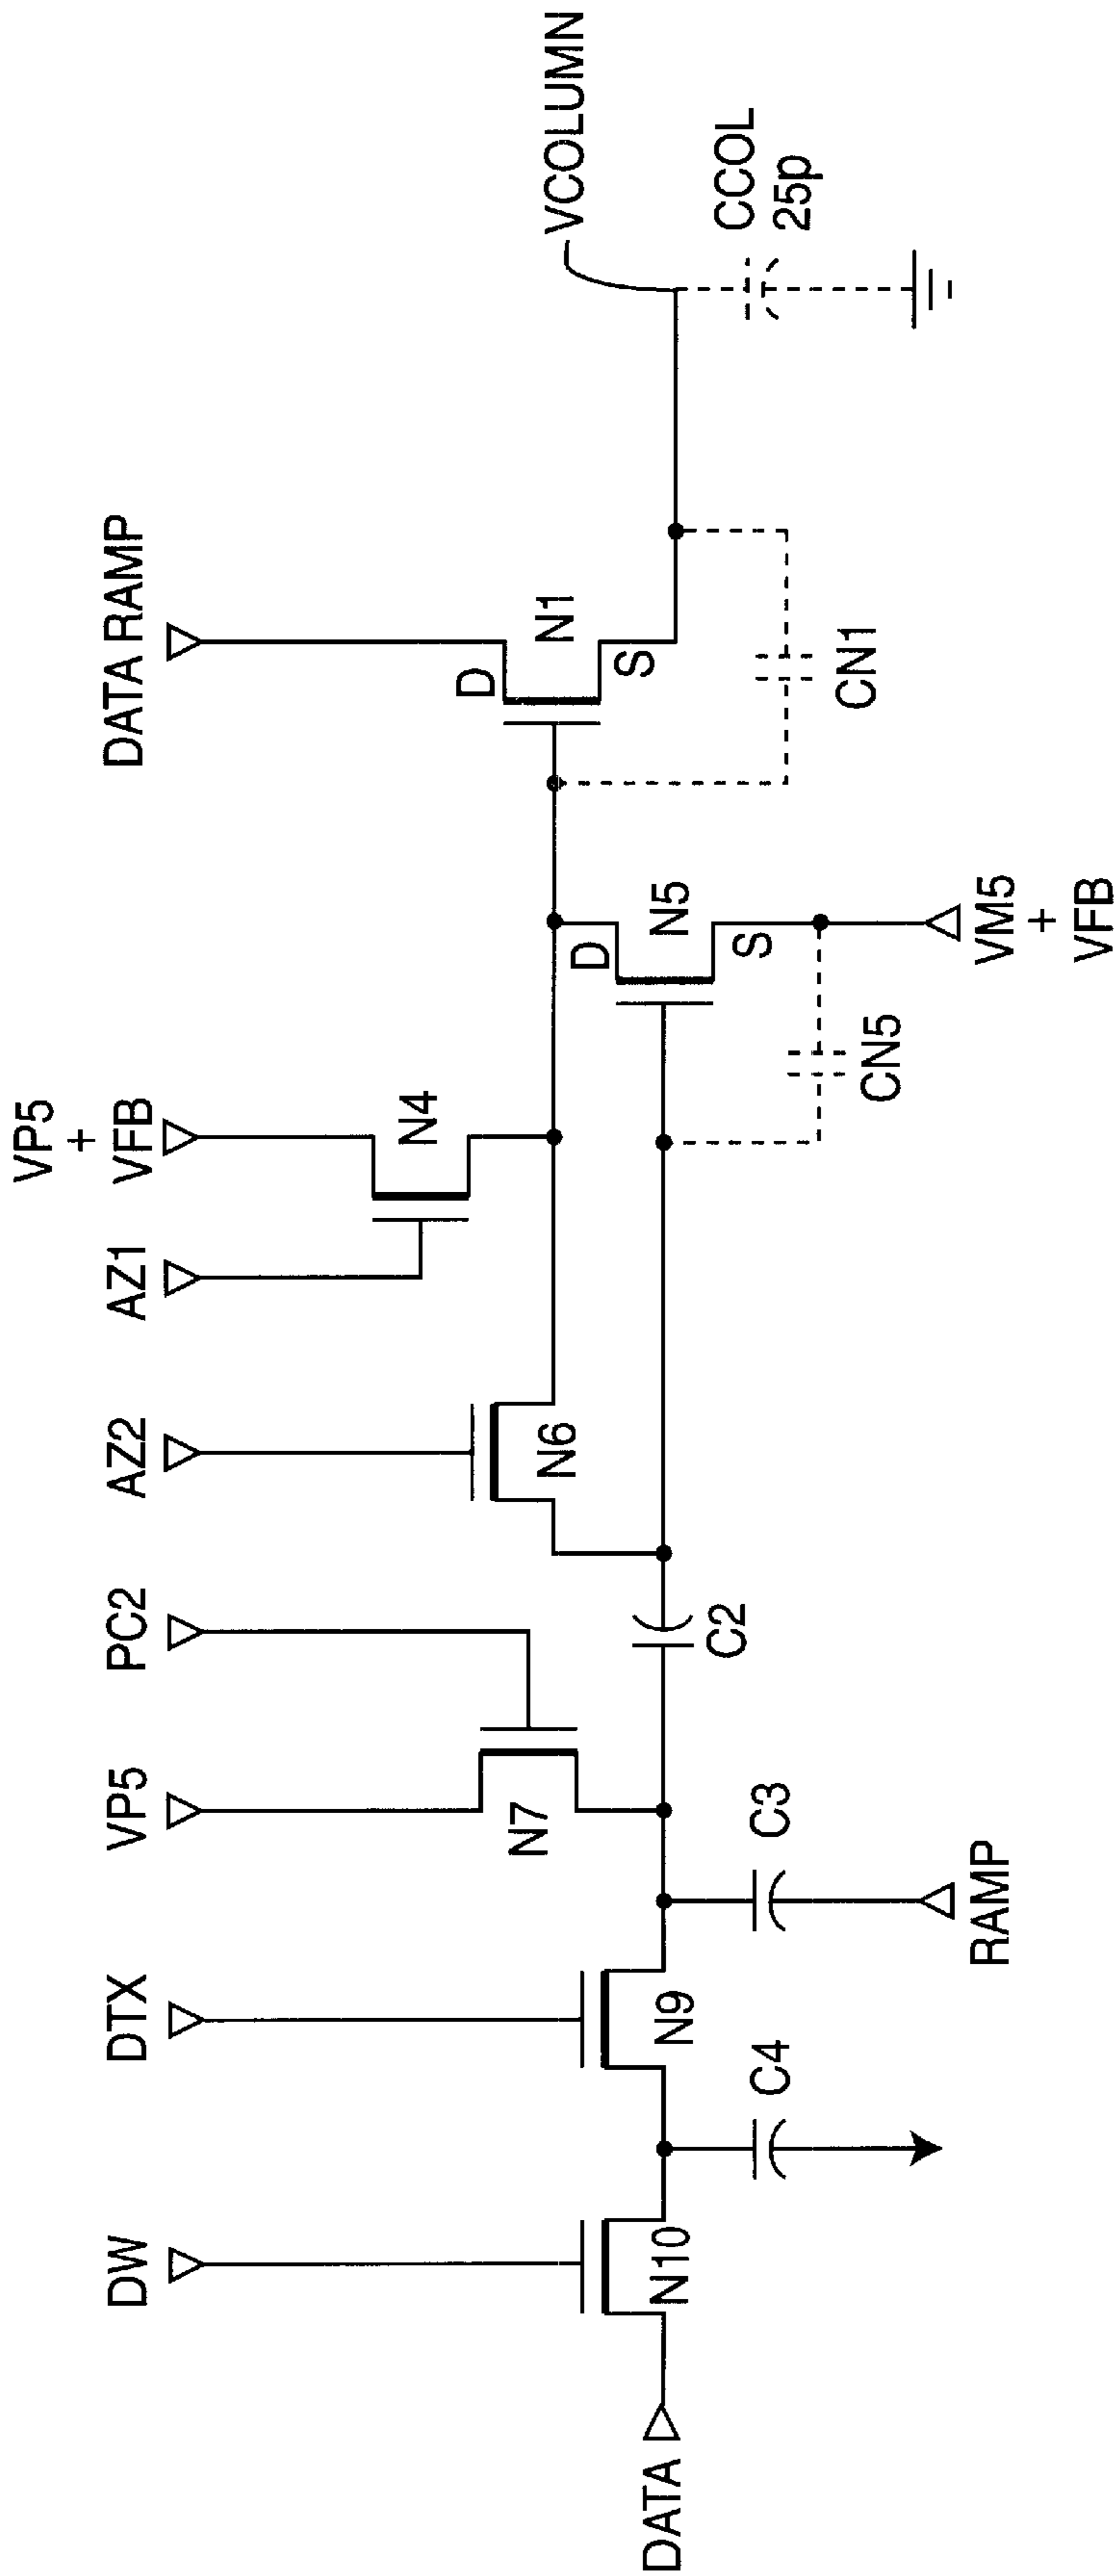 DATA
DW
N10
C4
DTX
N9
C3
RAMP
VP5
N7
PC2
C2
AZ2
N6
AZ1
VP5
+
VFB
N4
D
N5
S
CN5
VM5
+
VFB
DATA RAMP
D
N1
S
CN1
VCOLUMN
CCOL
25p